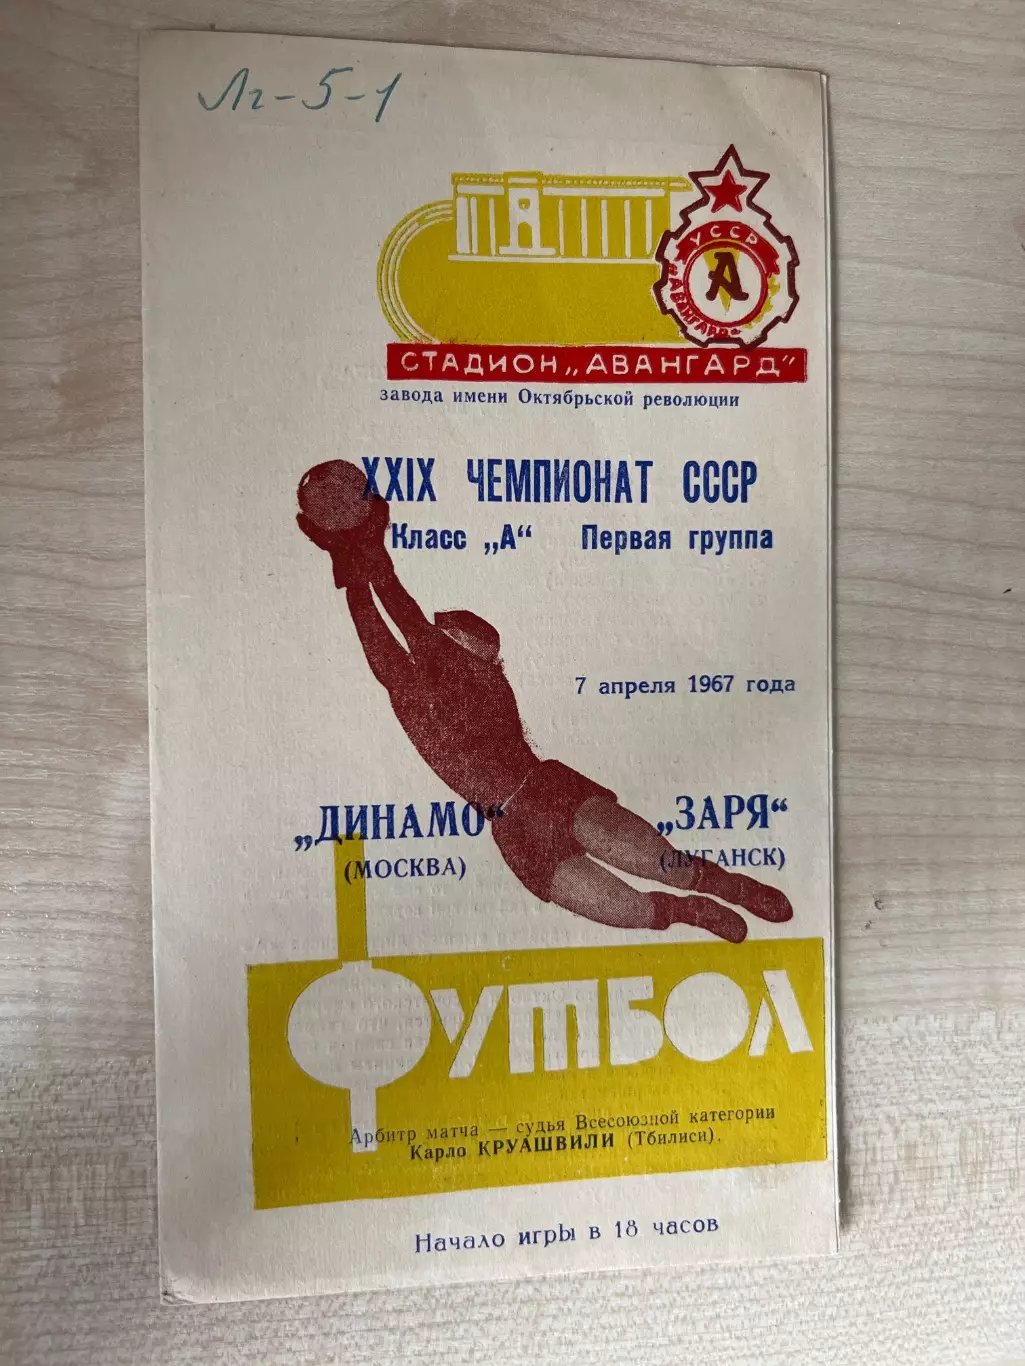 Лг-5-1
УССР
А
"АВАНГАРД"
СТАДИОН „АВАНГАРД"
завода имени Октябрьской революции
XXIX ЧЕМПИОНАТ СССР
Класс „А“ Первая группа
7 апреля 1967 года
„ДИНАМО“ „ЗАРЯ“
(МОСКВА) (ЛУГАНСК)
ФУТБОЛ
Арбитр матча — судья Всесоюзной категории
Карло КРУАШВИЛИ (Тбилиси).
Начало игры в 18 часов